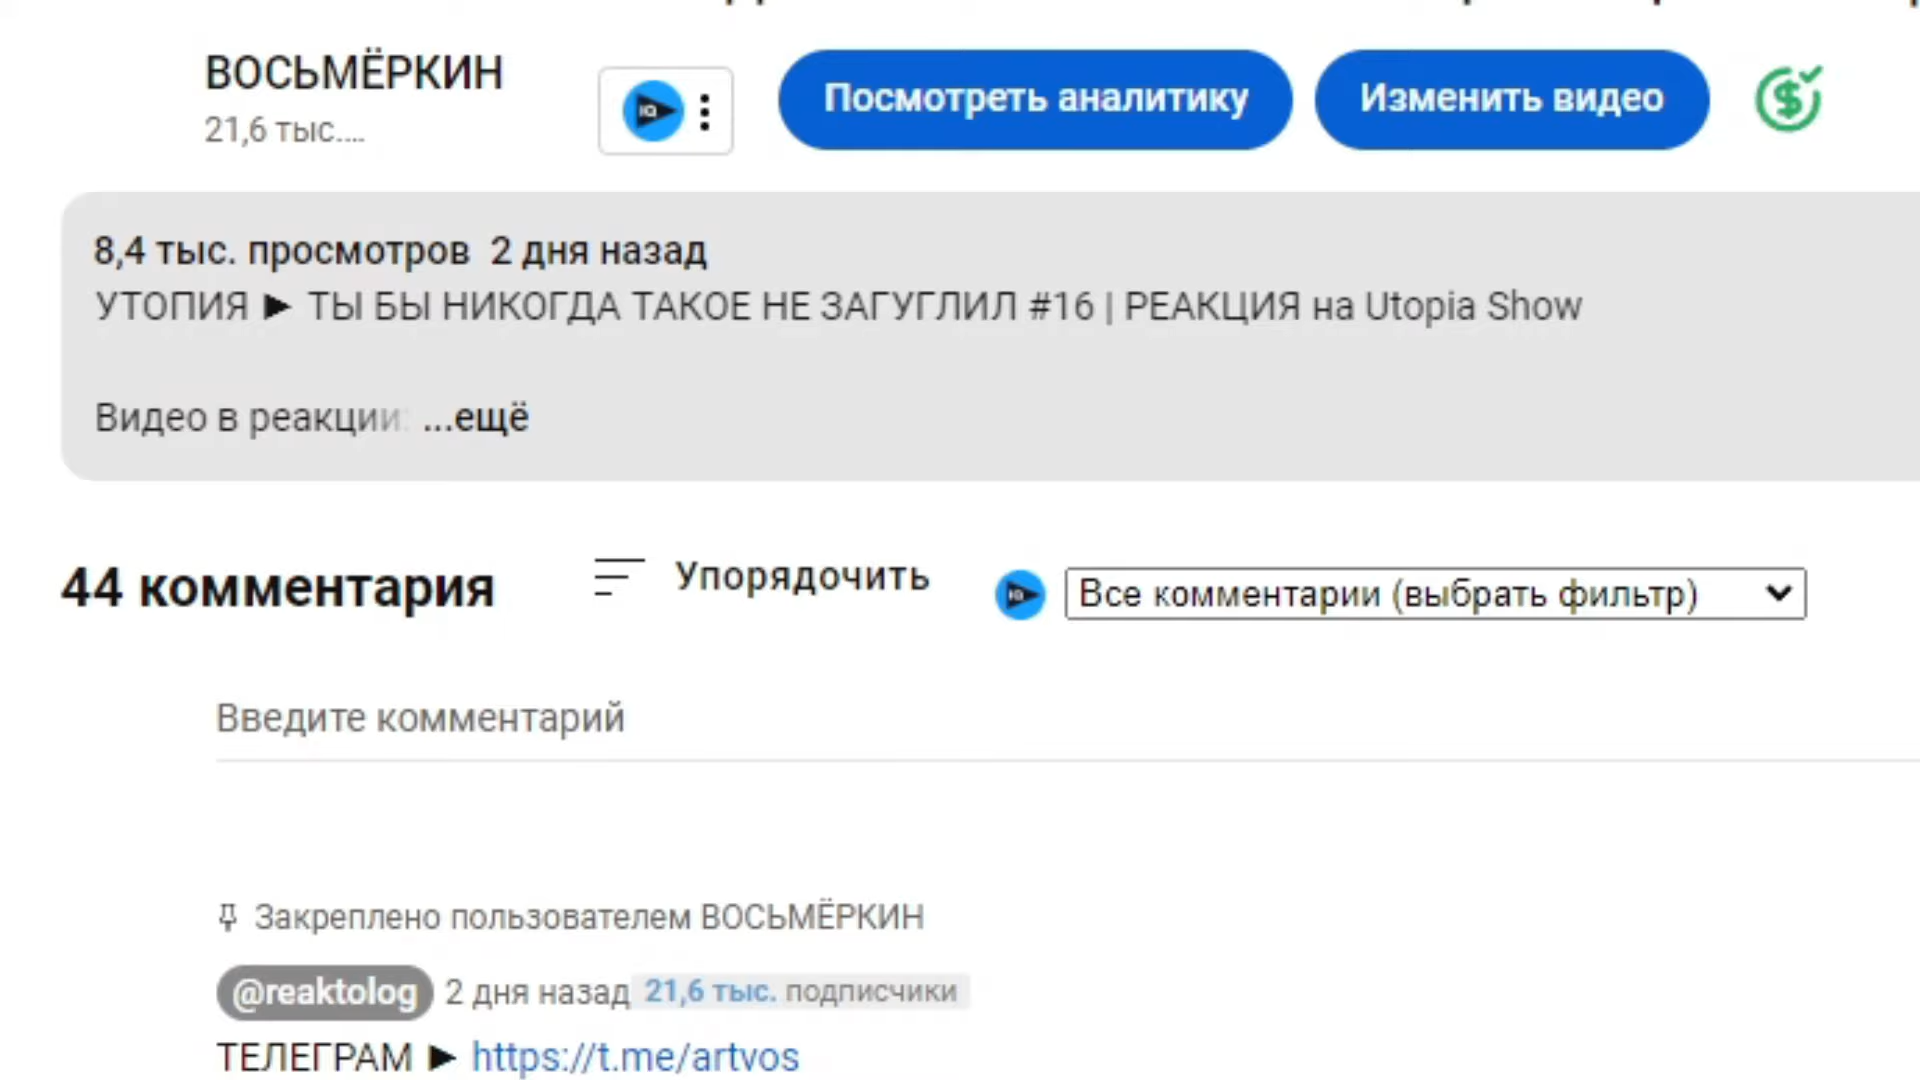 ВОСЬМЁРКИН
21,6 тыс....
IQ
Посмотреть аналитику
Изменить видео
8,4 тыс. просмотров 2 дня назад
УТОПИЯ ► ТЫ БЫ НИКОГДА ТАКОЕ НЕ ЗАГУГЛИЛ #16 | РЕАКЦИЯ на Utopia Show
Видео в реакции: ...ещё
44 комментария
Упорядочить
IQ
Все комментарии (выбрать фильтр)
Введите комментарий
Закреплено пользователем ВОСЬМЁРКИН
@reaktolog 2 дня назад 21,6 тыс. подписчики
ТЕЛЕГРАМ ► https://t.me/artvos